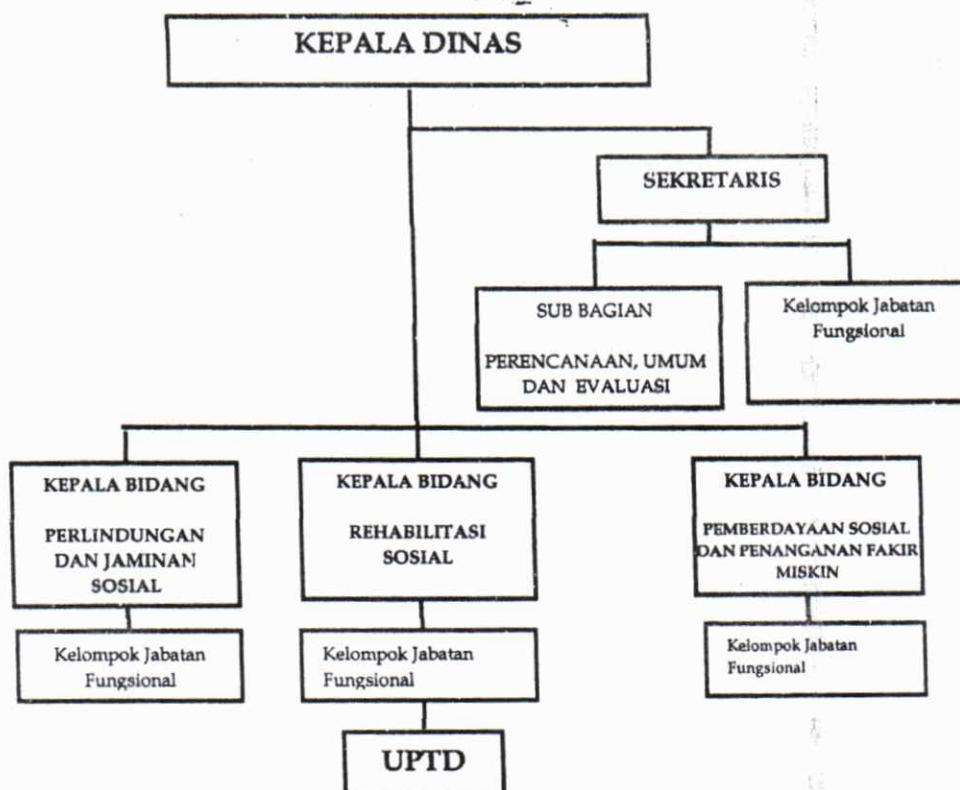 KEPALA DINAS
SEKRETARIS
SUB BAGIAN
PERENCANAAN, UMUM
DAN EVALUASI
Kelompok Jabatan
Fungsional
KEPALA BIDANG
PERLINDUNGAN
DAN JAMINAN
SOSIAL
KEPALA BIDANG
REHABILITASI
SOSIAL
KEPALA BIDANG
PEMBERDAYAAN SOSIAL
DAN PENANGANAN FAKIR
MISKIN
Kelompok Jabatan
Fungsional
Kelompok Jabatan
Fungsional
Kelompok Jabatan
Fungsional
UPTD